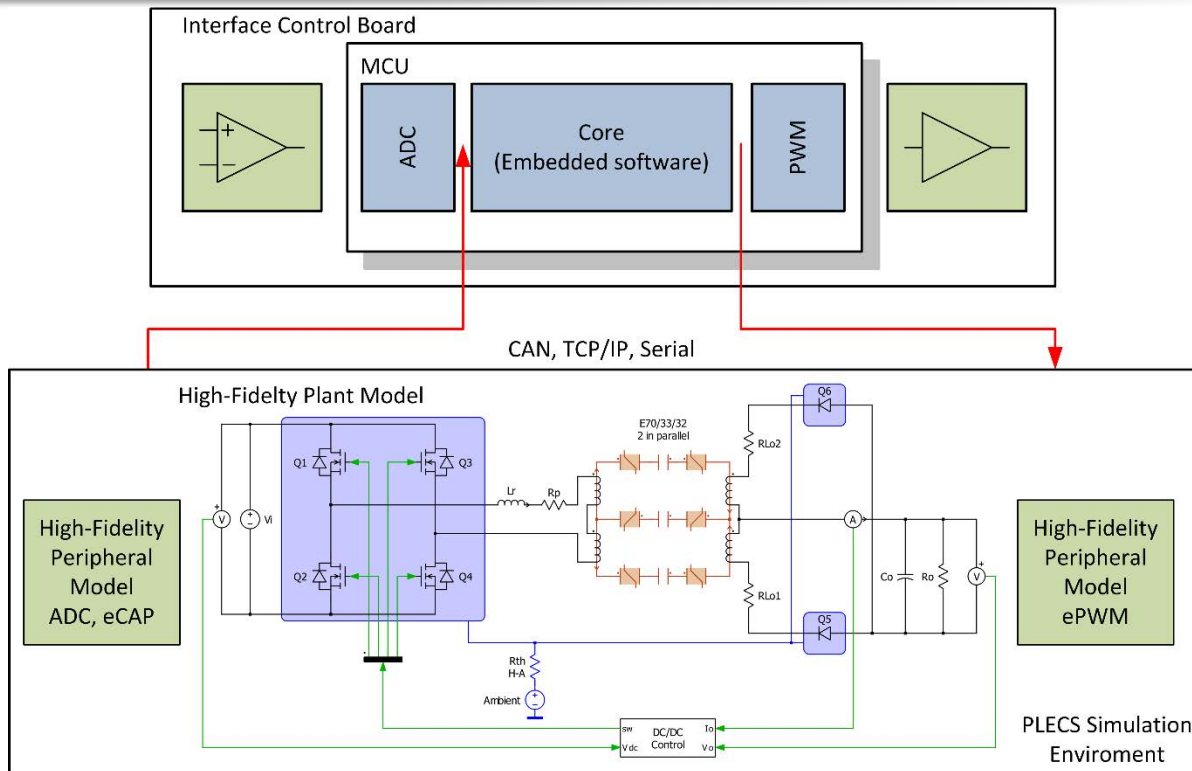 Interface Control Board
MCU
ADC
Core
(Embedded software)
PWM
CAN, TCP/IP, Serial
High-Fidelty Plant Model
Q6
E70/33/32
2 in parallel
RLo2
Q1
Q3
Lr
Rp
V
Vi
A
High-Fidelity
Peripheral
Model
ADC, eCAP
High-Fidelity
Peripheral
Model
ePWM
Q2
Q4
Co
Ro
V
RLo1
Q5
Rth
H-A
Ambient
sw
Vdc
DC/DC
Control
Io
Vo
PLECS Simulation
Enviroment